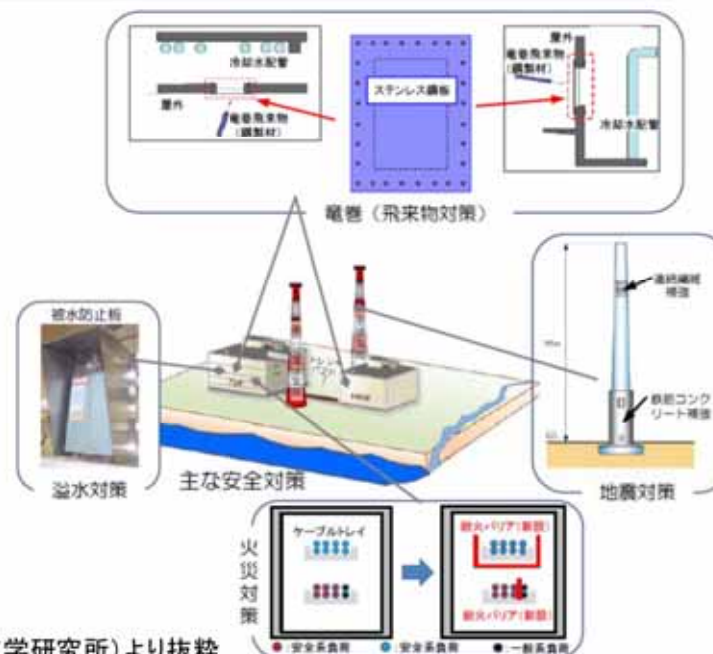 冷却水配管
屋外
竜巻飛来物
(鋼製材)
ステンレス鋼板
屋外
竜巻飛来物
(鋼製材)
冷却水配管
竜巻（飛来物対策）
被水防止板
溢水対策
主な安全対策
連続繊維
補強
鉄筋コンク
リート補強
地震対策
火災対策
ケーブルトレイ
耐火バリア(新設)
耐火バリア(新設)
●:安全系負荷 ●:安全系負荷 ●:一般系負荷
学研究所)より抜粋